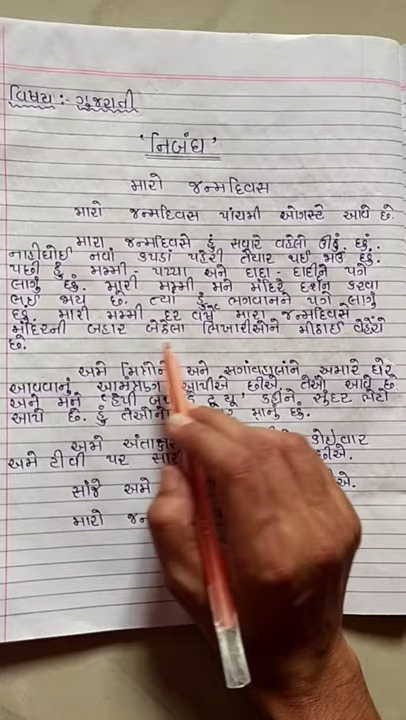 વિષય :- ગુજરાતી
'નિબંધ'
મારો જન્મદિવસ
મારો જન્મદિવસ પાંચમી ઓગસ્ટે આવે છે.
મારા જન્મદિવસે હું સવારે વહેલો ઊઠું છું.
નાહીધોઈ નવાં કપડાં પહેરી તૈયાર થઈ જાઉં છું.
પછી હું મમ્મી-પપ્પા અને દાદા-દાદીને પગે
લાગું છું. મારી મમ્મી મને મંદિરે દર્શન કરવા
લઈ જાય છે. ત્યાં હું ભગવાનને પગે લાગું
છું. મારી મમ્મી દર વર્ષે મારા જન્મદિવસે
મંદિરની બહાર બેઠેલા ભિખારીઓને મીઠાઈ વહેંચે
છે.
અમે મિત્રોને અને સગાંવહાલાંને અમારે ઘેર
આવવાનું આમંત્રણ આપીએ છીએ. તેઓ આવે છે
અને મને 'હેપી ટુ યૂ' કહીને સુંદર ભેટો
આપે છે. હું તેઓનો માનું છું.
અમે કોઇવાર
અમે ટીવી પર છીએ.
સાંજે અમે
મારો